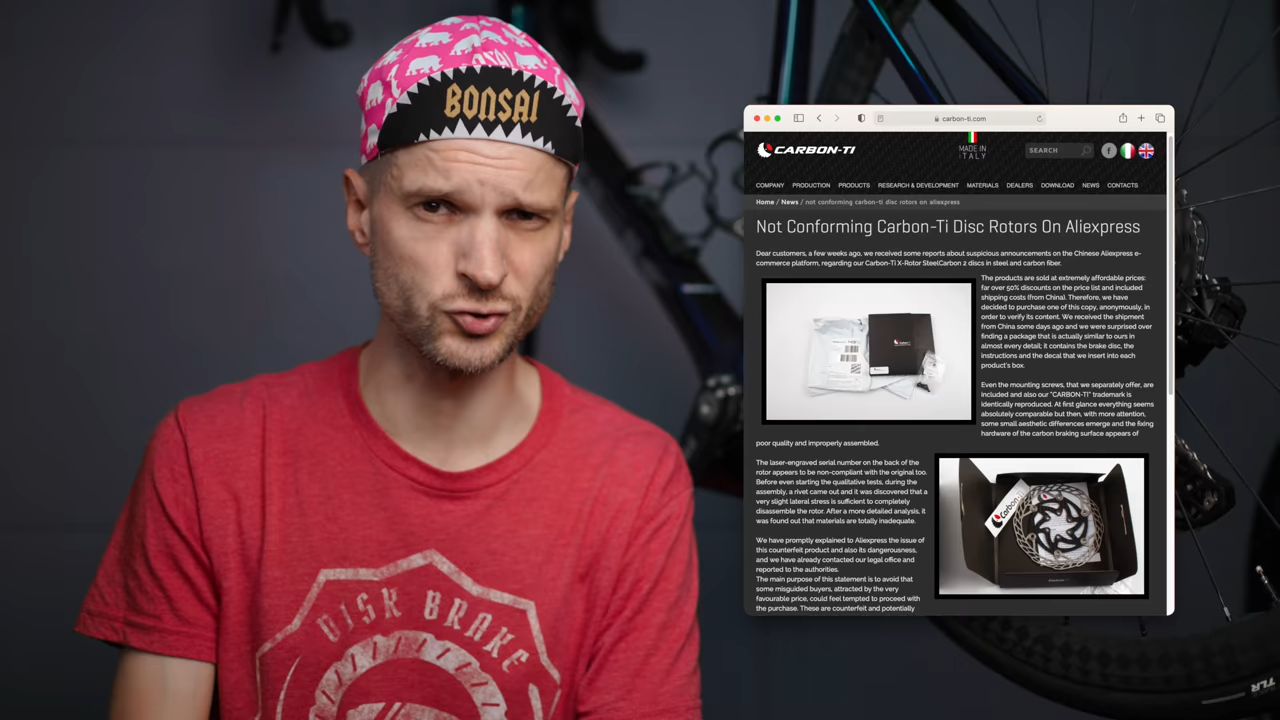 BONSAI
DISK BRAKE
carbon-ti.com
CARBON-TI
MADE IN
ITALY
SEARCH
COMPANY PRODUCTION PRODUCTS RESEARCH & DEVELOPMENT MATERIALS DEALERS DOWNLOAD NEWS CONTACTS
Home / News / not conforming carbon-ti disc rotors on aliexpress
Not Conforming Carbon-Ti Disc Rotors On Aliexpress
Dear customers, a few weeks ago, we received some reports about suspicious announcements on the Chinese Aliexpress e-
commerce platform, regarding our Carbon-Ti X-Rotor SteelCarbon 2 discs in steel and carbon fiber.
The products are sold at extremely affordable prices:
far over 50% discounts on the price list and included
shipping costs (from China). Therefore, we have
decided to purchase one of this copy, anonymously, in
order to verify its content. We received the shipment
from China some days ago and we were surprised over
finding a package that is actually similar to ours in
almost every detail; it contains the brake disc, the
instructions and the decal that we insert into each
product's box.
Even the mounting screws, that we separately offer, are
included and also our "CARBON-TI" trademark is
identically reproduced. At first glance everything seems
absolutely comparable but then, with more attention,
some small aesthetic differences emerge and the fixing
hardware of the carbon braking surface appears of
poor quality and improperly assembled.
The laser-engraved serial number on the back of the
rotor appears to be non-compliant with the original too.
Before even starting the qualitative tests, during the
assembly, a rivet came out and it was discovered that a
very slight lateral stress is sufficient to completely
disassemble the rotor. After a more detailed analysis, it
was found out that materials are totally inadequate.
We have promptly explained to Aliexpress the issue of
this counterfeit product and also its dangerousness,
and we have already contacted our legal office and
reported to the authorities.
The main purpose of this statement is to avoid that
some misguided buyers, attracted by the very
favourable price, could feel tempted to proceed with
the purchase. These are counterfeit and potentially
Carbon
TLR